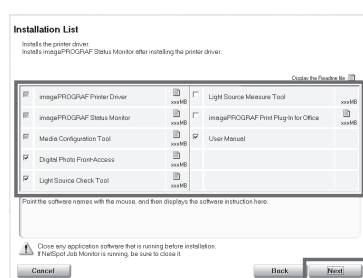 Installation List
Installs the printer driver.
Installs imagePROGRAF Status Monitor after installing the printer driver.
Display the Readme file
imagePROGRAF Printer Driver
xxxMB
Light Source Measure Tool
xxxMB
imagePROGRAF Status Monitor
xxxMB
imagePROGRAF Print Plug-In for Office
xxxMB
Media Configuration Tool
xxxMB
User Manual
Digital Photo Front-Access
xxxMB
Light Source Check Tool
xxxMB
Point the software names with the mouse, and then displays the software instruction here.
Close any application software that is running before installation.
If NetSpot Job Monitor is running, be sure to close it.
Cancel
Back
Next